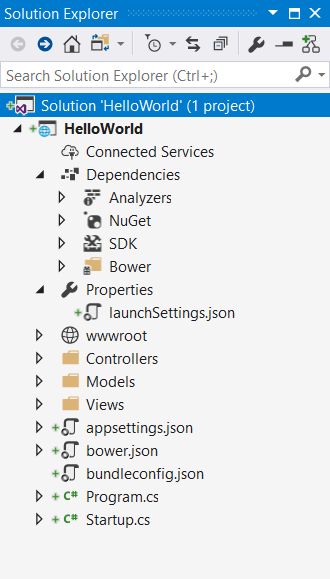 Solution Explorer
Search Solution Explorer (Ctrl+;)
Solution 'HelloWorld' (1 project)
HelloWorld
Connected Services
Dependencies
Analyzers
NuGet
SDK
Bower
Properties
launchSettings.json
wwwroot
Controllers
Models
Views
appsettings.json
bower.json
bundleconfig.json
C# Program.cs
C# Startup.cs